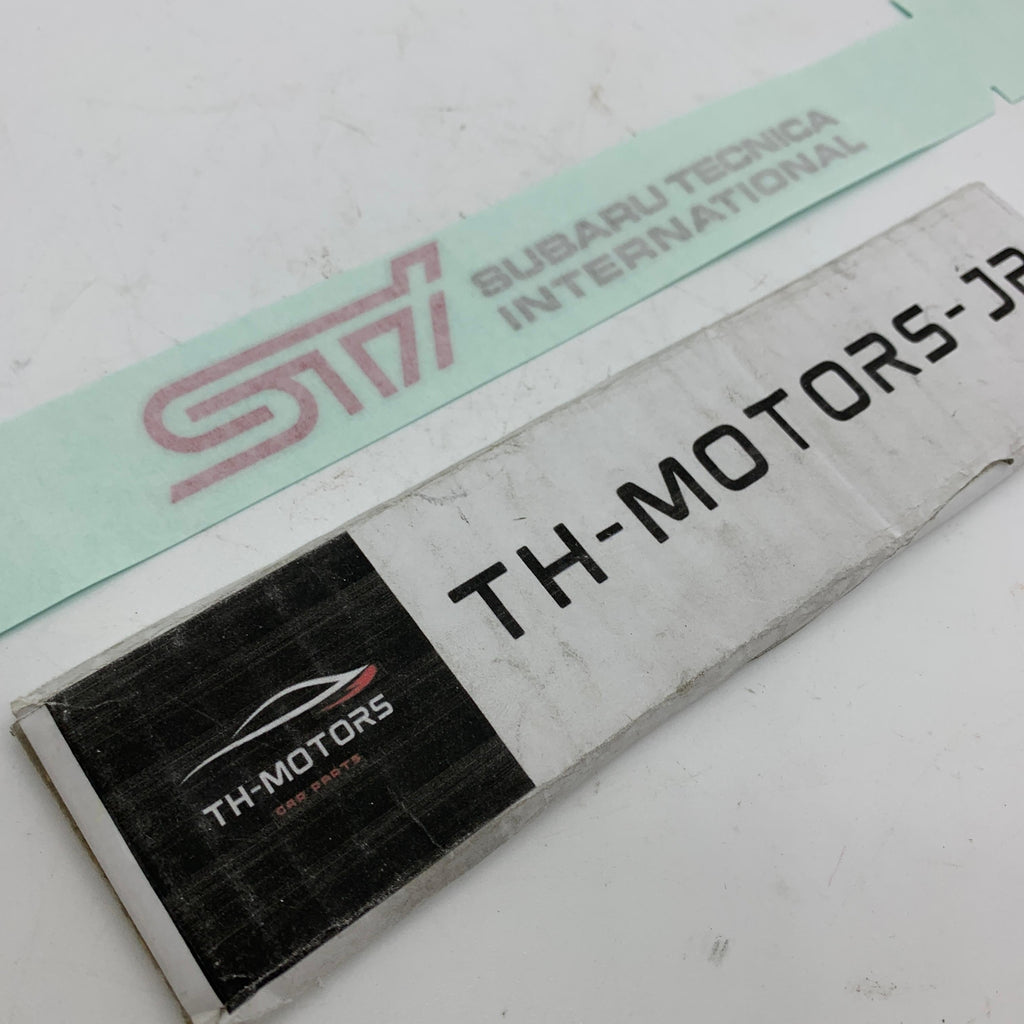 STI
SUBARU TECNICA
INTERNATIONAL
TH-MOTORS-JP
TH-MOTORS
CAR PARTS